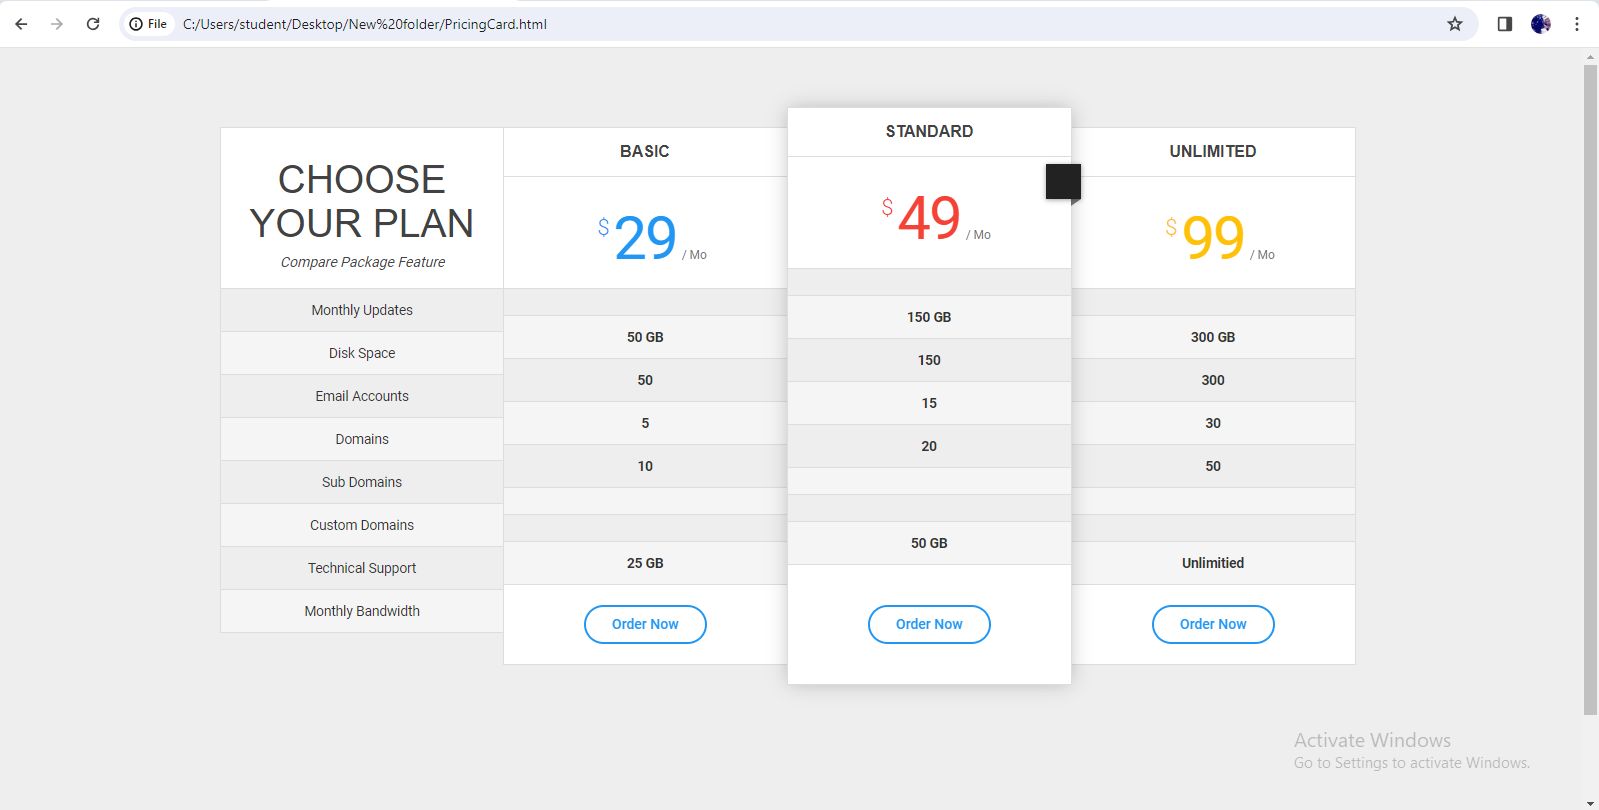 File C:/Users/student/Desktop/New%20folder/PricingCard.html
CHOOSE
YOUR PLAN
Compare Package Feature
Monthly Updates
Disk Space
Email Accounts
Domains
Sub Domains
Custom Domains
Technical Support
Monthly Bandwidth
BASIC
$ 29 / Mo
50 GB
50
5
10
25 GB
Order Now
STANDARD
$ 49 / Mo
150 GB
150
15
20
50 GB
Order Now
UNLIMITED
$ 99 / Mo
300 GB
300
30
50
Unlimitied
Order Now
Activate Windows
Go to Settings to activate Windows.